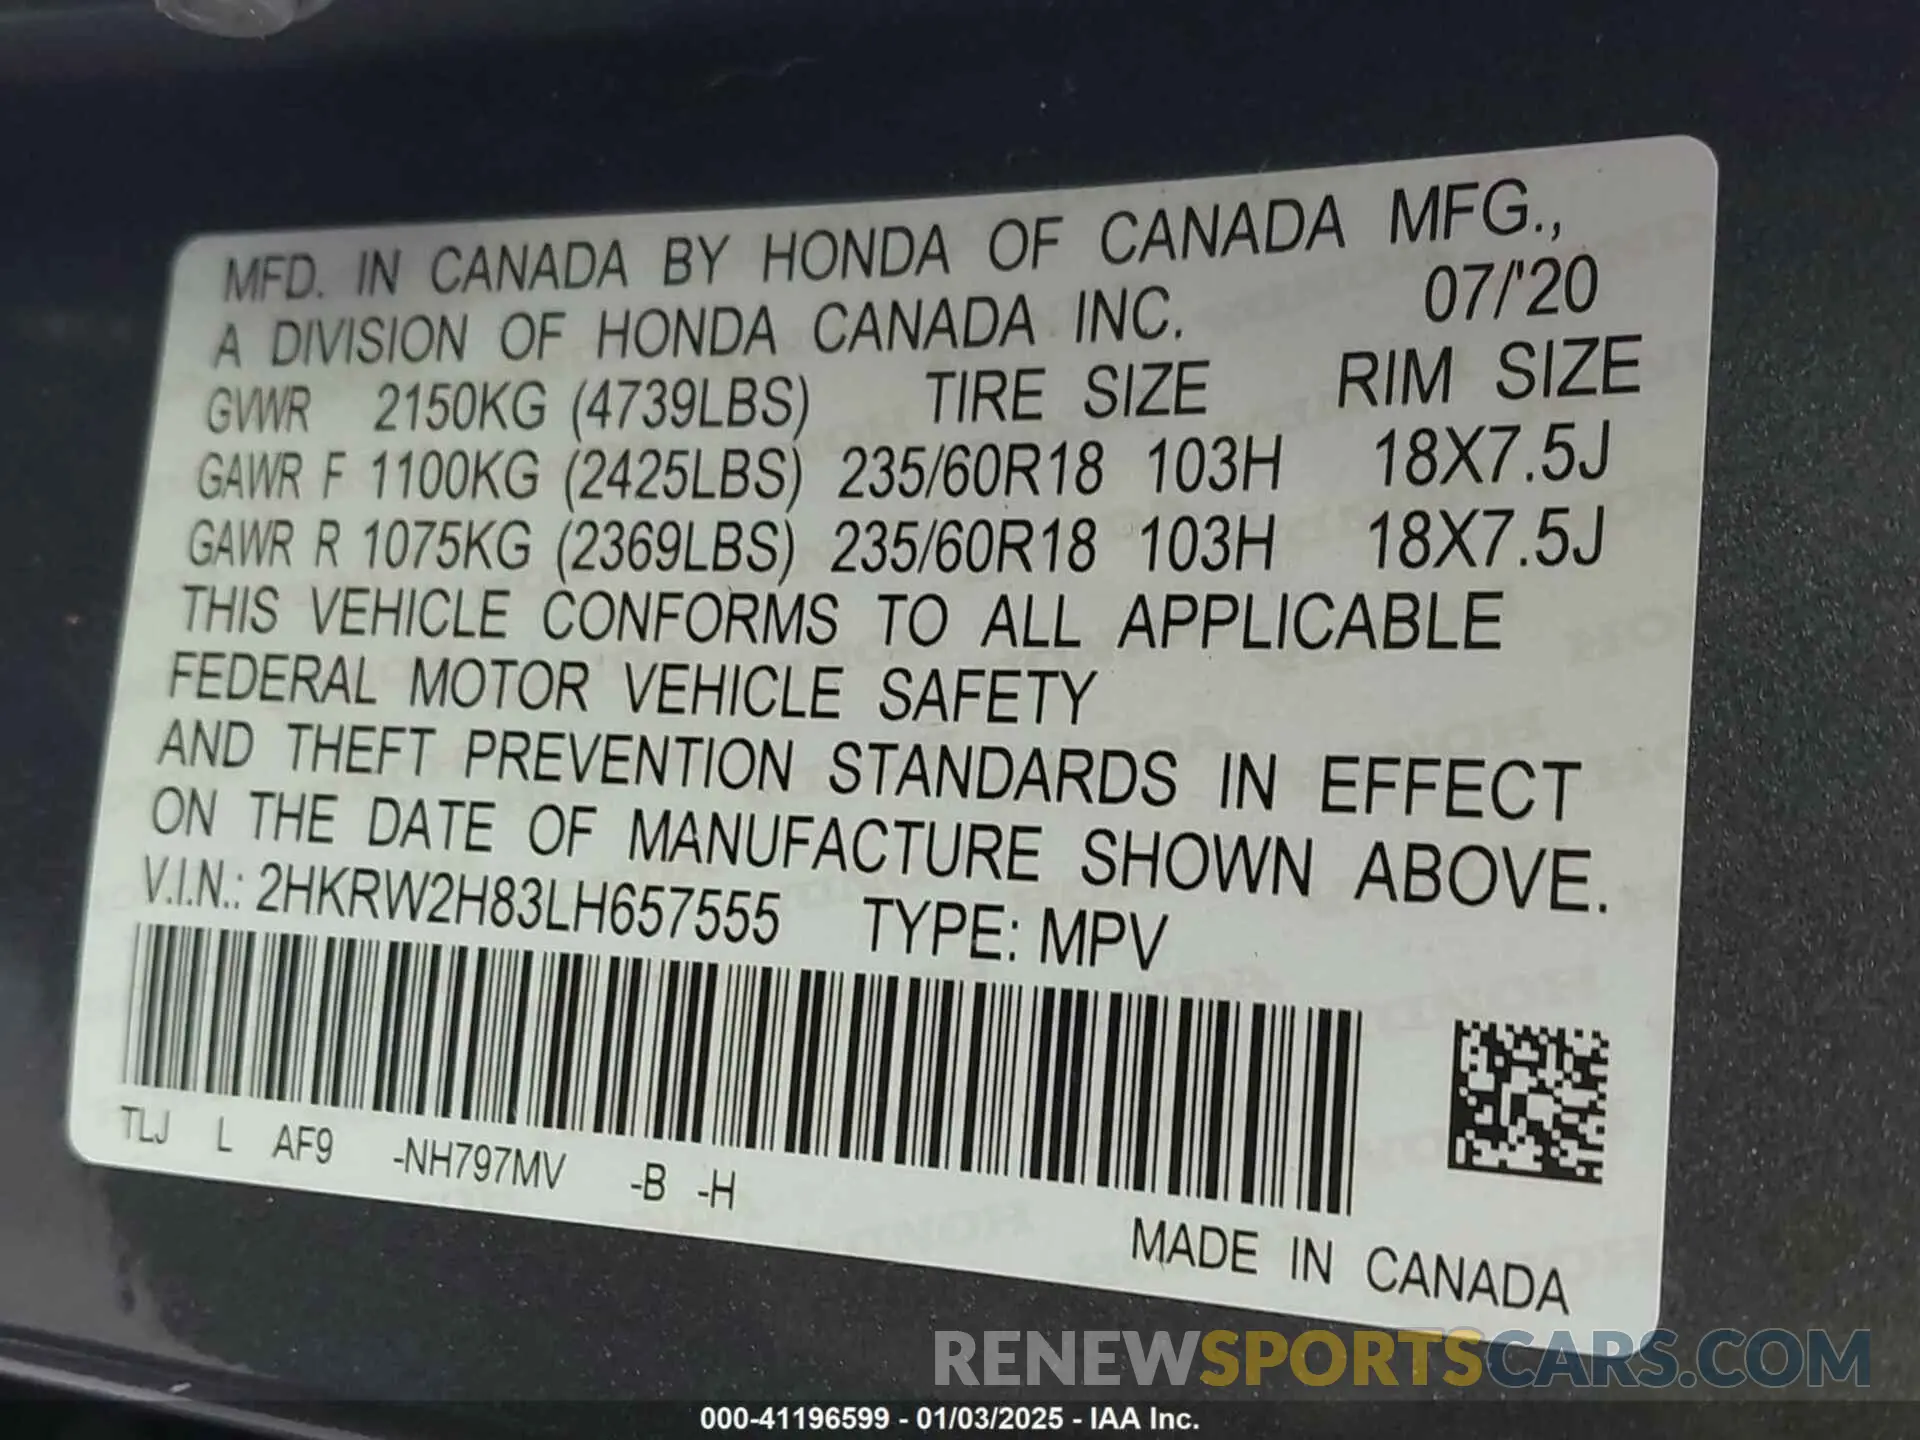 MFD. IN CANADA BY HONDA OF CANADA MFG.,
A DIVISION OF HONDA CANADA INC. 07/'20
GVWR 2150KG (4739LBS) TIRE SIZE RIM SIZE
GAWR F 1100KG (2425LBS) 235/60R18 103H 18X7.5J
GAWR R 1075KG (2369LBS) 235/60R18 103H 18X7.5J
THIS VEHICLE CONFORMS TO ALL APPLICABLE
FEDERAL MOTOR VEHICLE SAFETY
AND THEFT PREVENTION STANDARDS IN EFFECT
ON THE DATE OF MANUFACTURE SHOWN ABOVE.
V.I.N.: 2HKRW2H83LH657555 TYPE: MPV
TLJ L AF9 -NH797MV -B -H
MADE IN CANADA
RENEWSPORTSCARS.COM
000-41196599 - 01/03/2025 - IAA Inc.